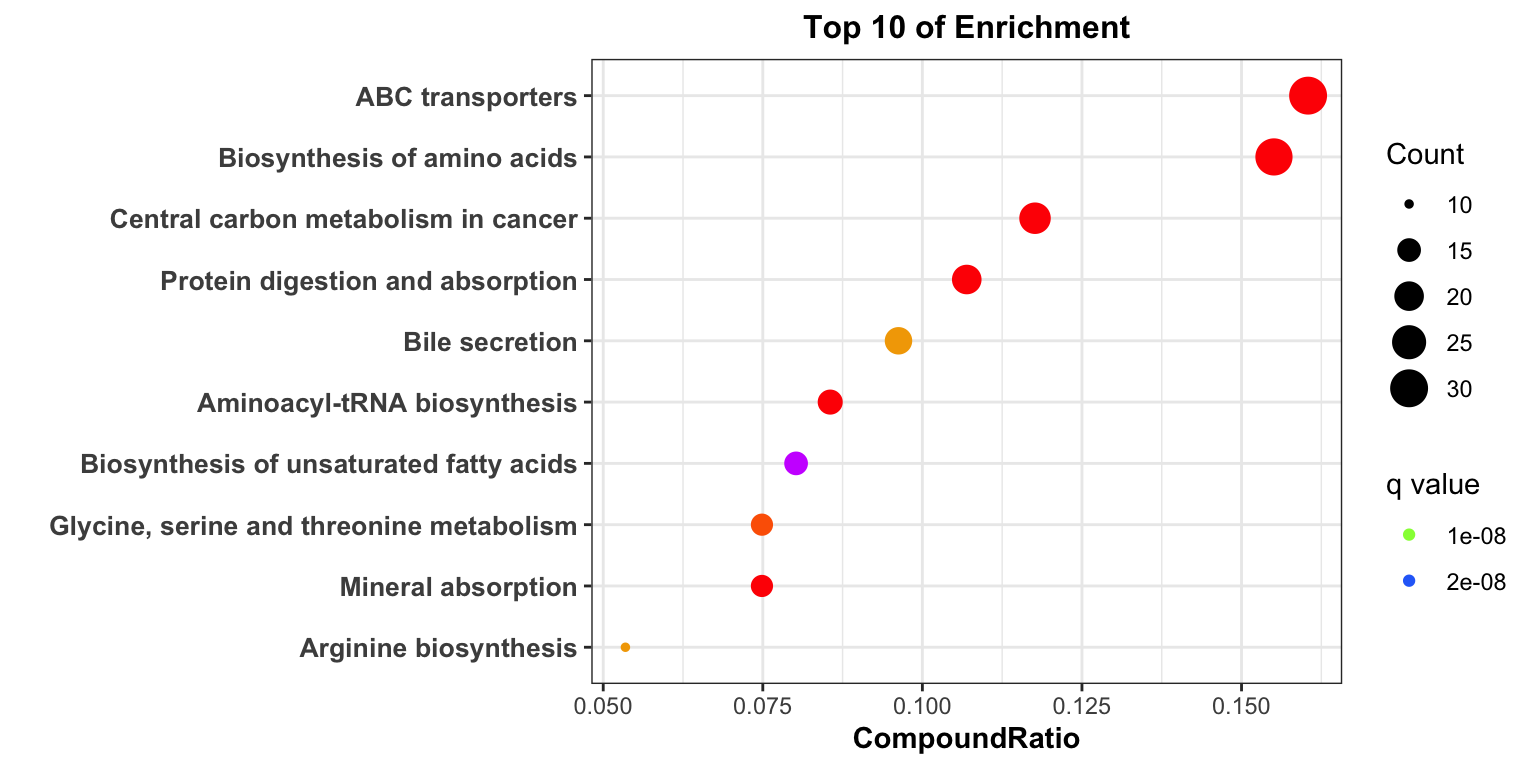 Top 10 of Enrichment
ABC transporters
Biosynthesis of amino acids
Central carbon metabolism in cancer
Protein digestion and absorption
Bile secretion
Aminoacyl-tRNA biosynthesis
Biosynthesis of unsaturated fatty acids
Glycine, serine and threonine metabolism
Mineral absorption
Arginine biosynthesis
0.050 0.075 0.100 0.125 0.150
CompoundRatio
Count
10
15
20
25
30
q value
1e-08
2e-08